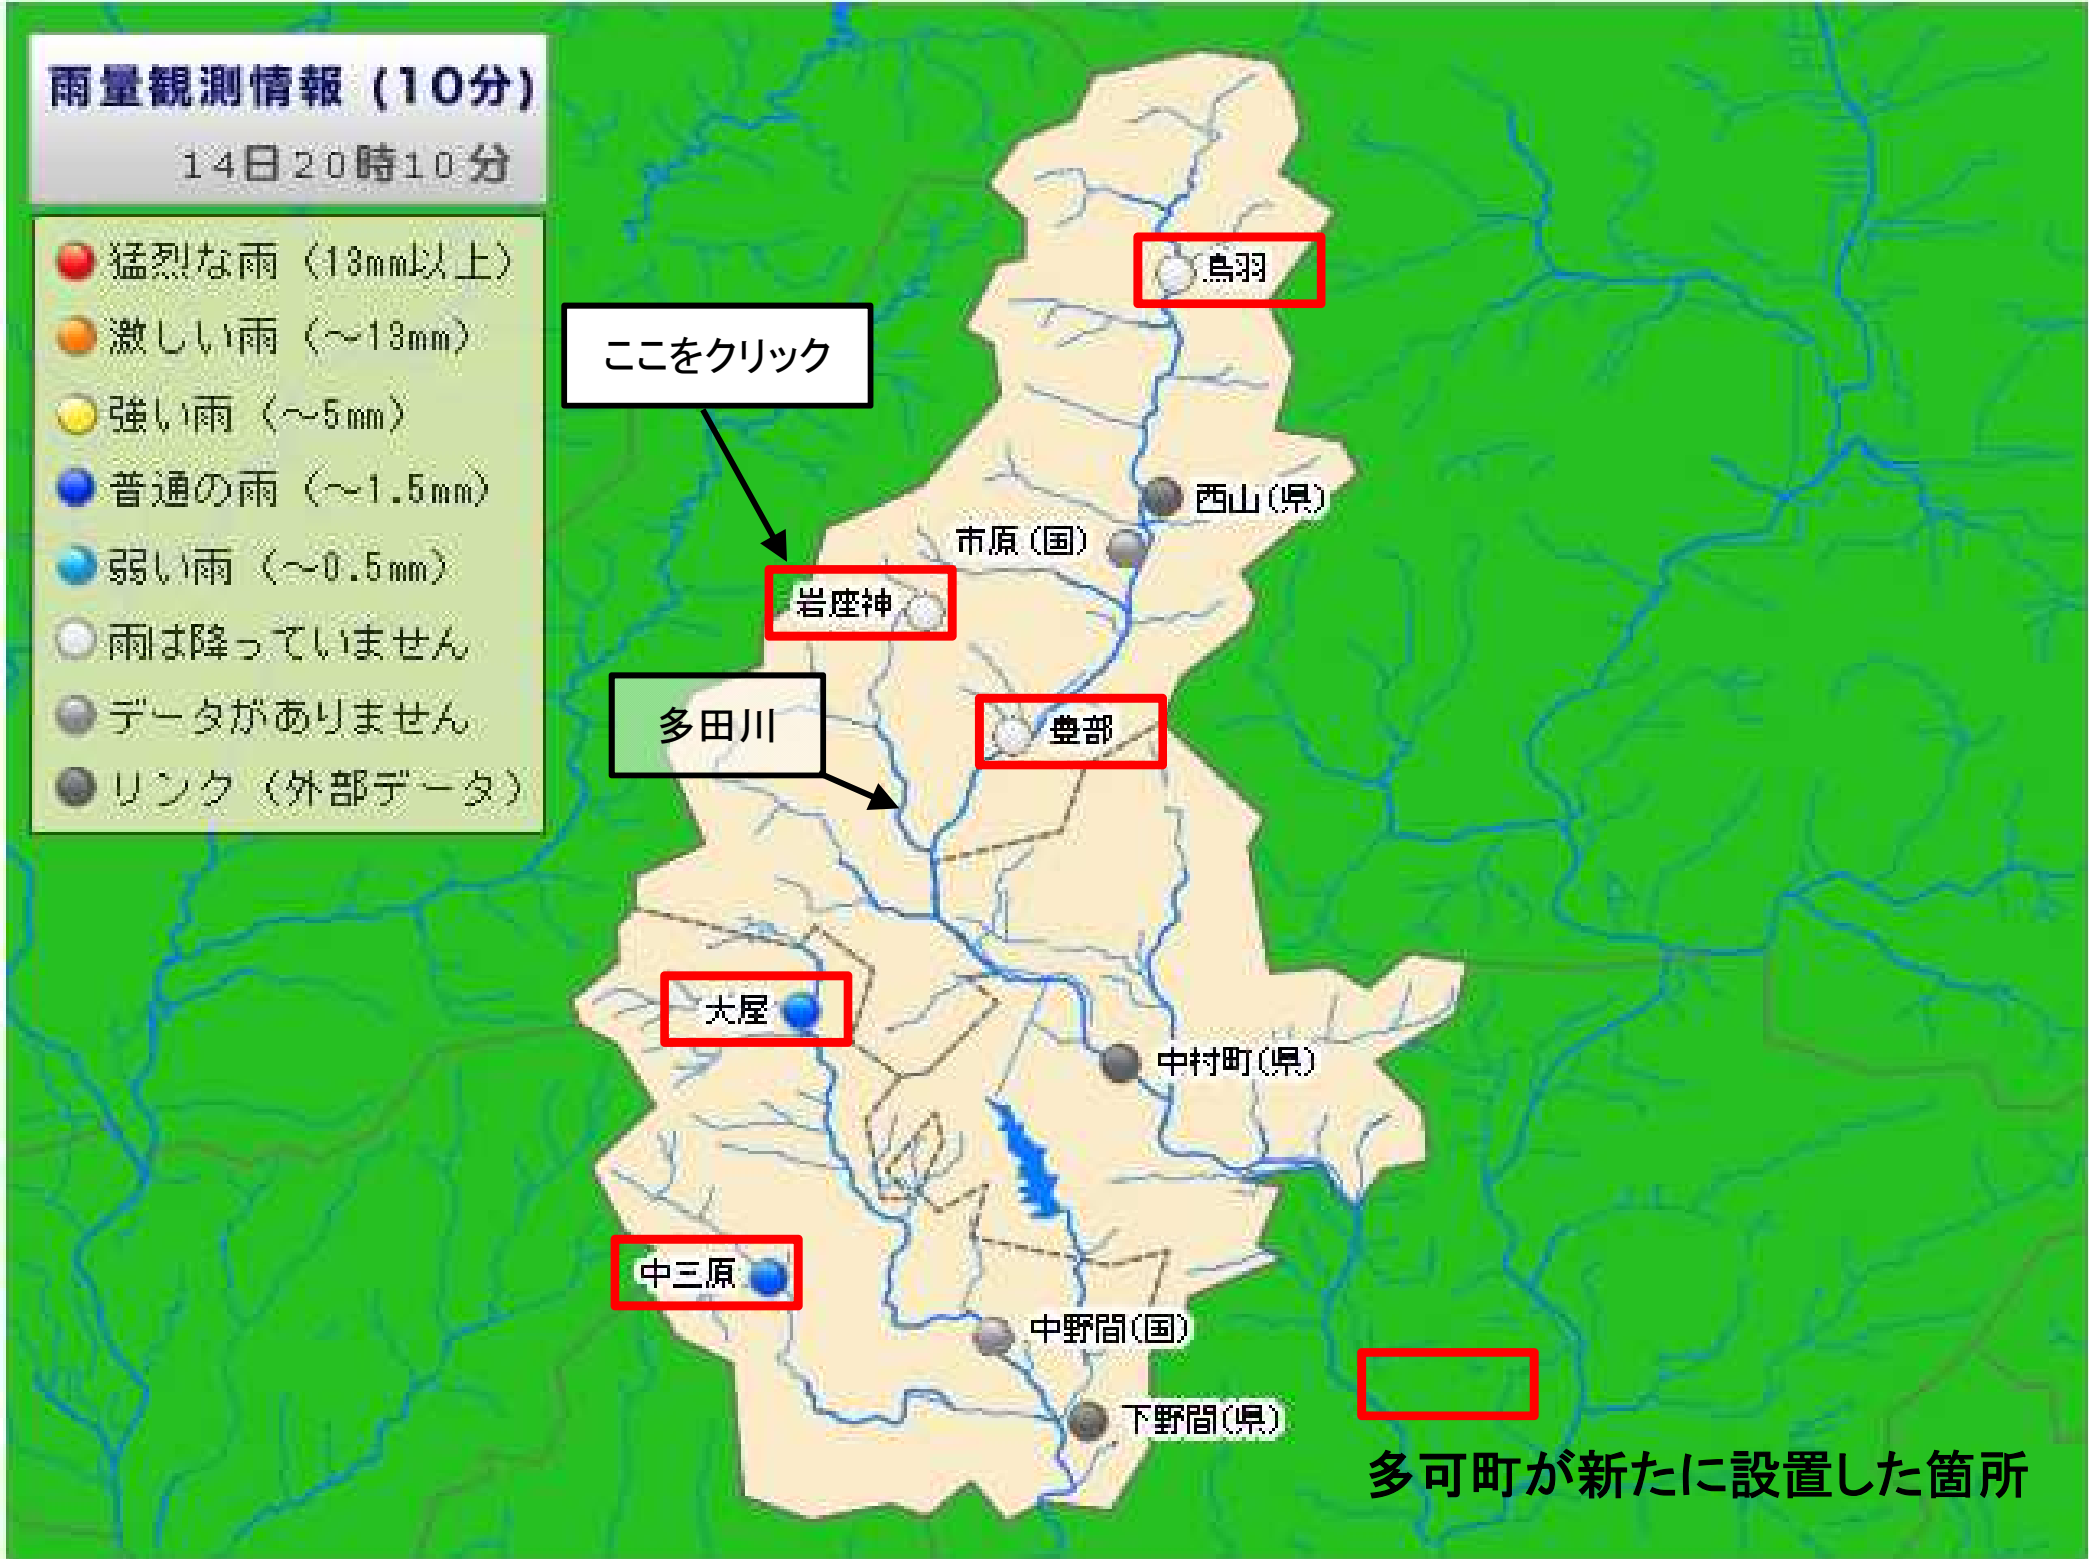 雨量観測情報 (10分)
14日20時10分
猛烈な雨 (13mm以上)
激しい雨 (～13mm)
強い雨 (～5mm)
普通の雨 (～1.5mm)
弱い雨 (～0.5mm)
雨は降っていません
データがありません
リンク (外部データ)
鳥羽
ここをクリック
西山(県)
市原(国)
岩座神
多田川
豊部
大屋
中村町(県)
中三原
中野間(国)
下野間(県)
多可町が新たに設置した箇所